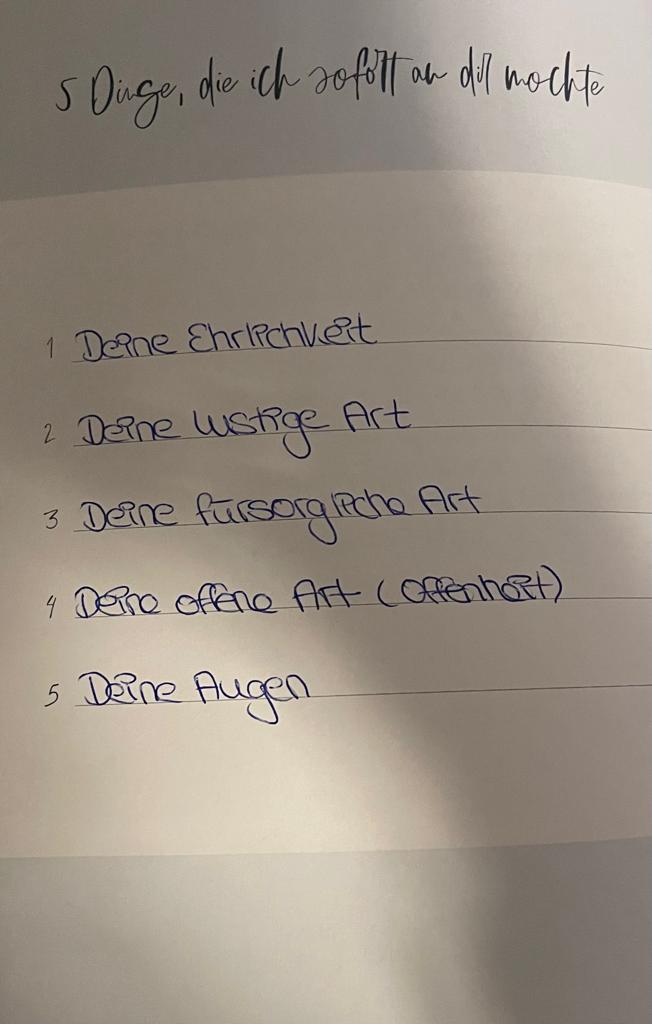 5 Dinge, die ich sofort an dir mochte
1 Deine Ehrlichkeit
2 Deine lustige Art
3 Deine fürsorgliche Art
4 Deine offene Art (Offenheit)
5 Deine Augen